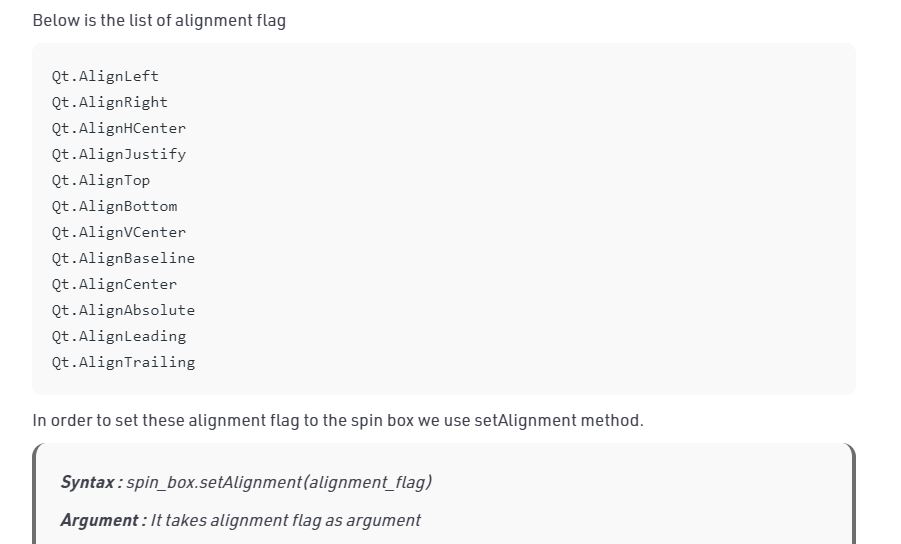 Below is the list of alignment flag
Qt.AlignLeft
Qt.AlignRight
Qt.AlignHCenter
Qt.AlignJustify
Qt.AlignTop
Qt.AlignBottom
Qt.AlignVCenter
Qt.AlignBaseline
Qt.AlignCenter
Qt.AlignAbsolute
Qt.AlignLeading
Qt.AlignTrailing
In order to set these alignment flag to the spin box we use setAlignment method.
Syntax : spin_box.setAlignment(alignment_flag)
Argument : It takes alignment flag as argument